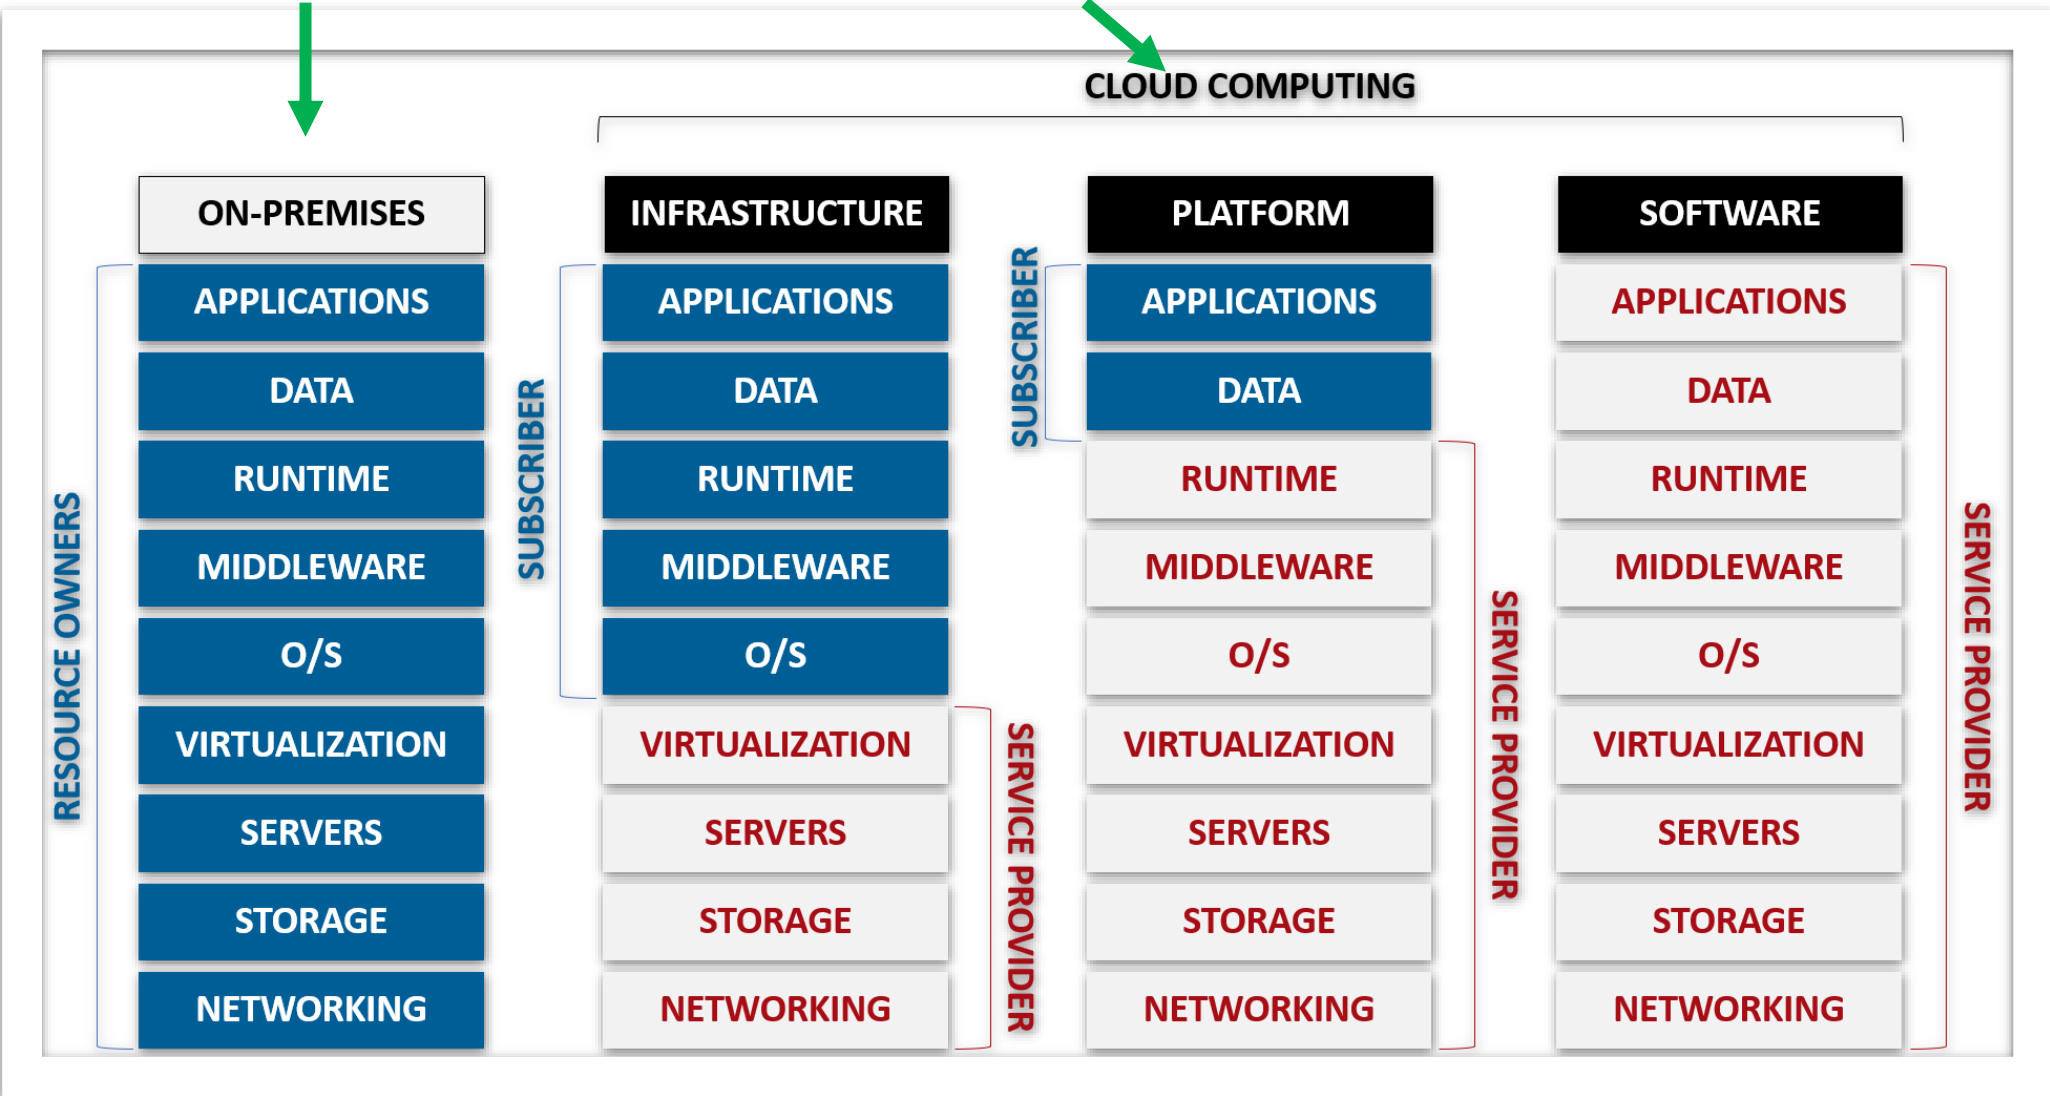 CLOUD COMPUTING
ON-PREMISES
INFRASTRUCTURE
PLATFORM
SOFTWARE
RESOURCE OWNERS
APPLICATIONS
DATA
RUNTIME
MIDDLEWARE
O/S
VIRTUALIZATION
SERVERS
STORAGE
NETWORKING
SUBSCRIBER
APPLICATIONS
DATA
RUNTIME
MIDDLEWARE
O/S
VIRTUALIZATION
SERVERS
STORAGE
NETWORKING
SERVICE PROVIDER
SUBSCRIBER
APPLICATIONS
DATA
RUNTIME
MIDDLEWARE
O/S
VIRTUALIZATION
SERVERS
STORAGE
NETWORKING
SERVICE PROVIDER
APPLICATIONS
DATA
RUNTIME
MIDDLEWARE
O/S
VIRTUALIZATION
SERVERS
STORAGE
NETWORKING
SERVICE PROVIDER